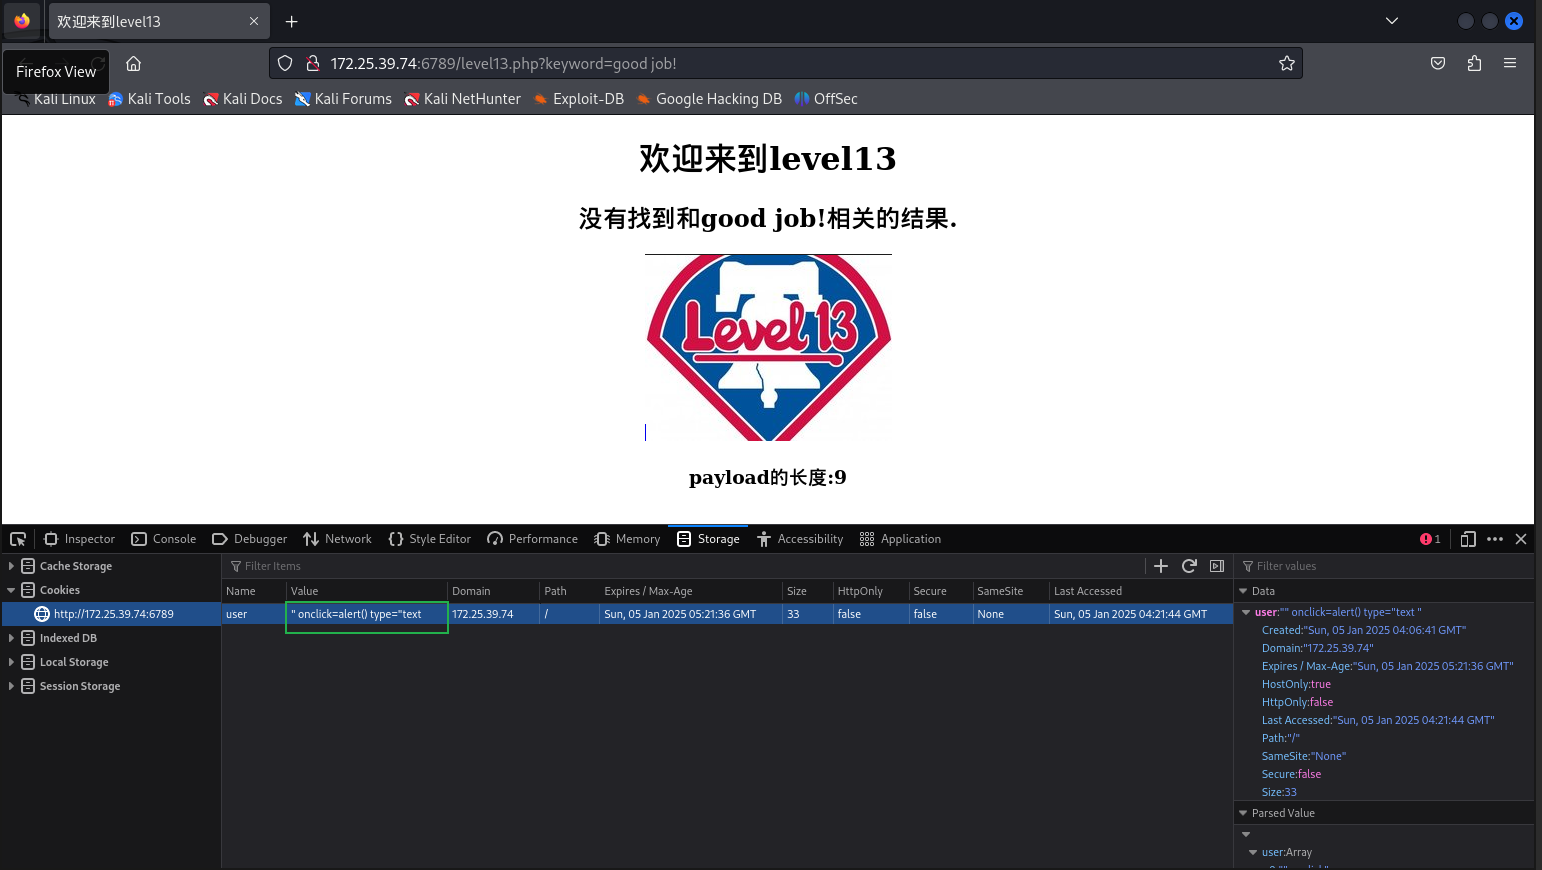 欢迎来到level13
Firefox View
172.25.39.74:6789/level13.php?keyword=good job!
Kali Linux Kali Tools Kali Docs Kali Forums Kali NetHunter Exploit-DB Google Hacking DB OffSec
欢迎来到level13
没有找到和good job!相关的结果.
Level 13
payload的长度:9
Inspector Console Debugger Network Style Editor Performance Memory Storage Accessibility Application 1
Cache Storage
Cookies
http://172.25.39.74:6789
Indexed DB
Local Storage
Session Storage
Filter Items
Name Value Domain Path Expires / Max-Age Size HttpOnly Secure SameSite Last Accessed
user " onclick=alert() type="text 172.25.39.74 / Sun, 05 Jan 2025 05:21:36 GMT 33 false false None Sun, 05 Jan 2025 04:21:44 GMT
Filter values
Data
user:"" onclick=alert() type="text "
Created:"Sun, 05 Jan 2025 04:06:41 GMT"
Domain:"172.25.39.74"
Expires / Max-Age:"Sun, 05 Jan 2025 05:21:36 GMT"
HostOnly:true
HttpOnly:false
Last Accessed:"Sun, 05 Jan 2025 04:21:44 GMT"
Path:"/"
SameSite:"None"
Secure:false
Size:33
Parsed Value
user:Array